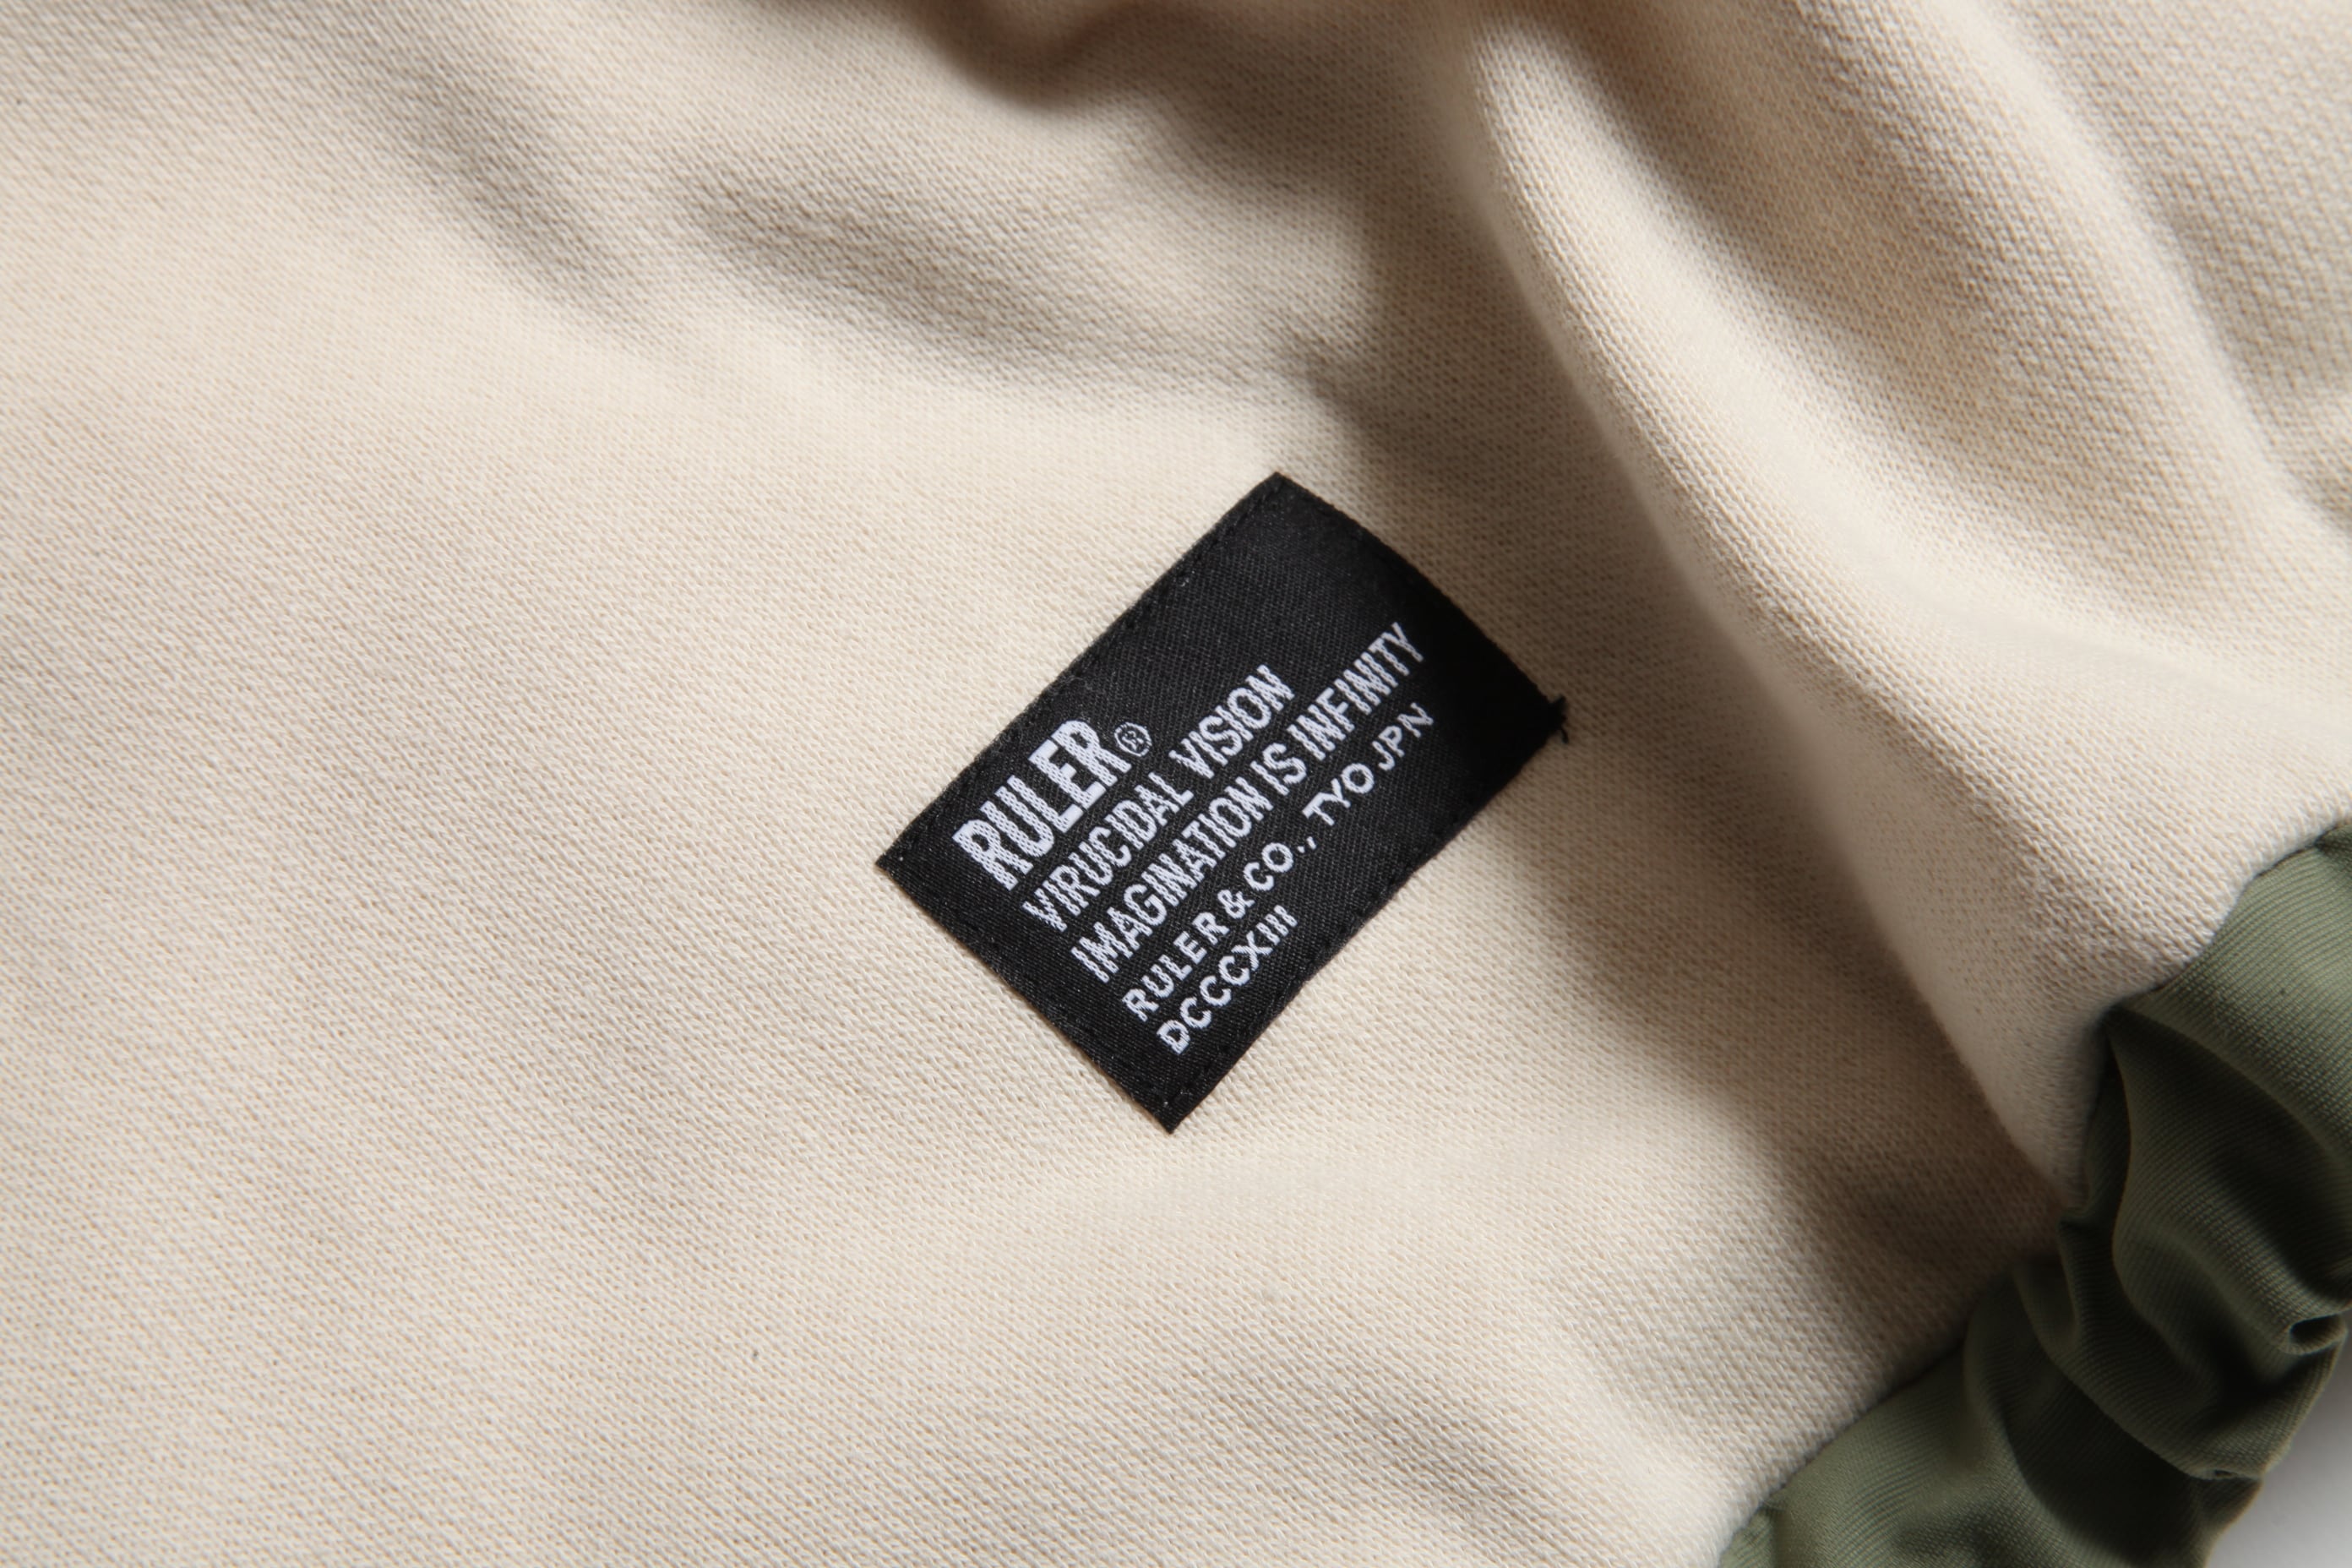 RULER®
VIRUCIDAL VISION
IMAGINATION IS INFINITY
RULER & CO., TYO JPN
DCCCXIII